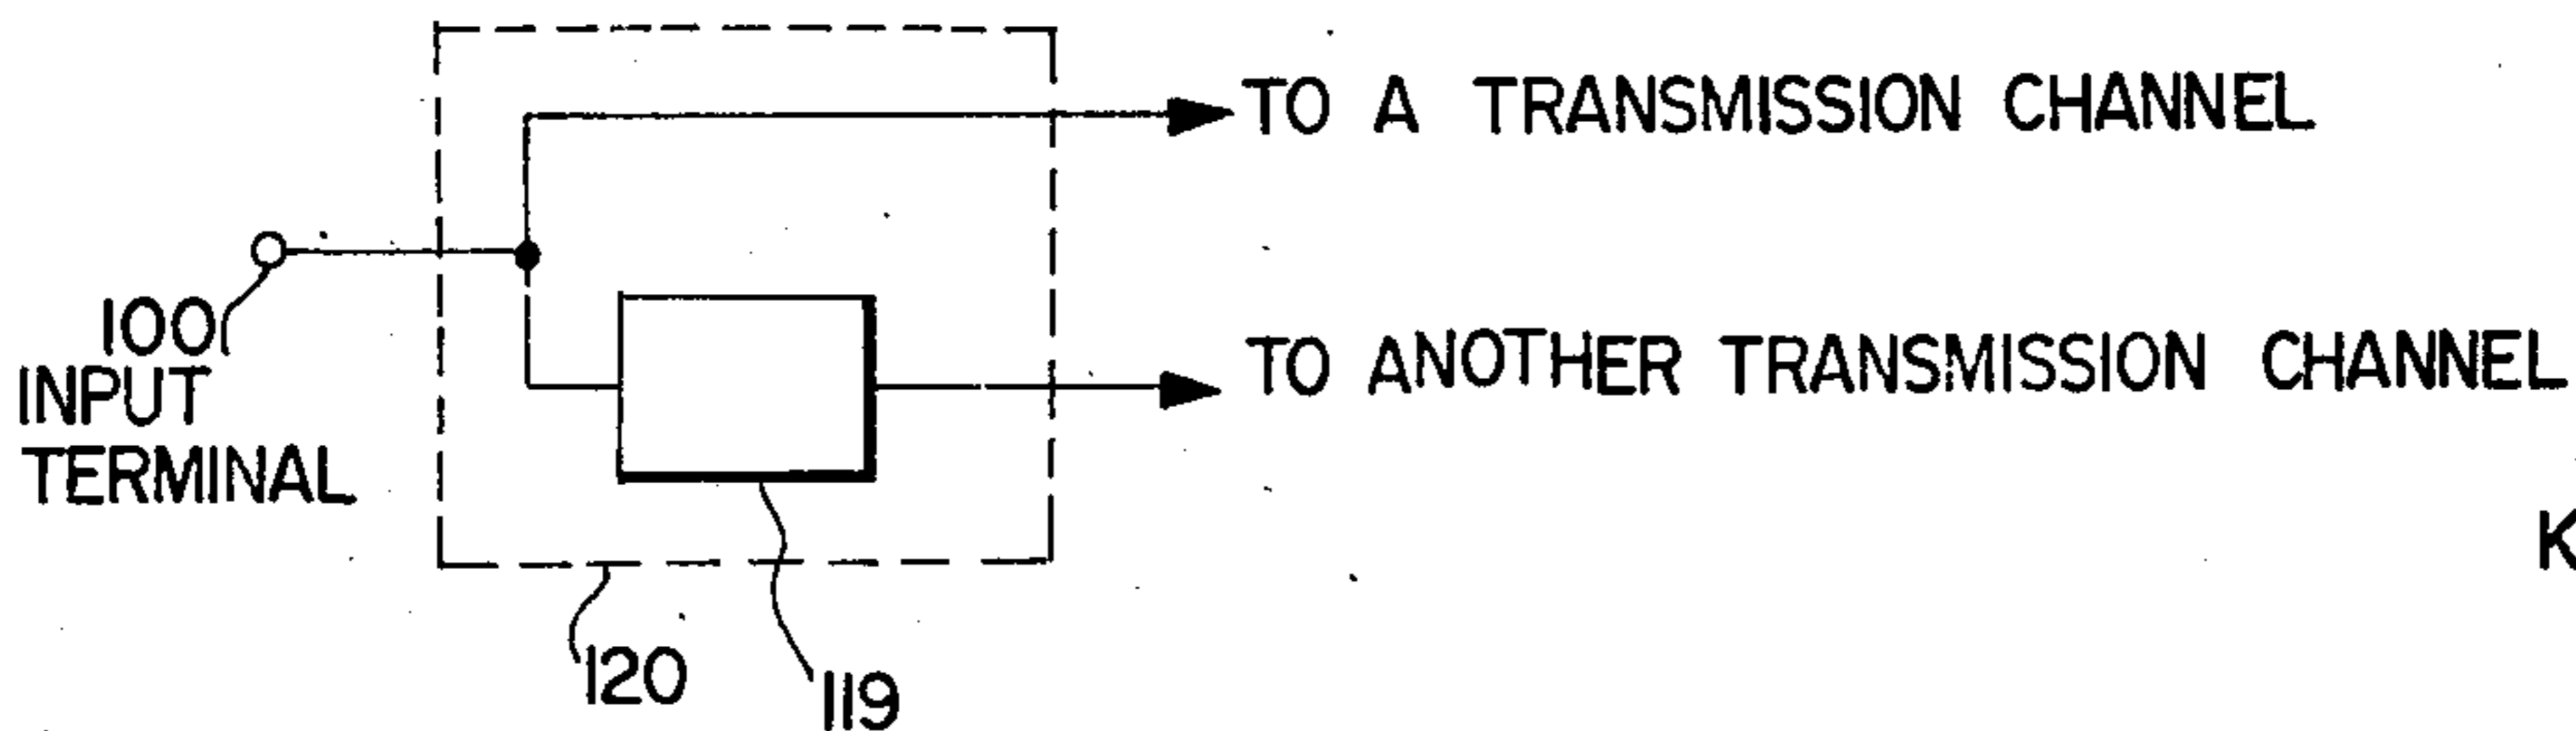 TO A TRANSMISSION CHANNEL
100
INPUT
TERMINAL
TO ANOTHER TRANSMISSION CHANNEL
K
120
119